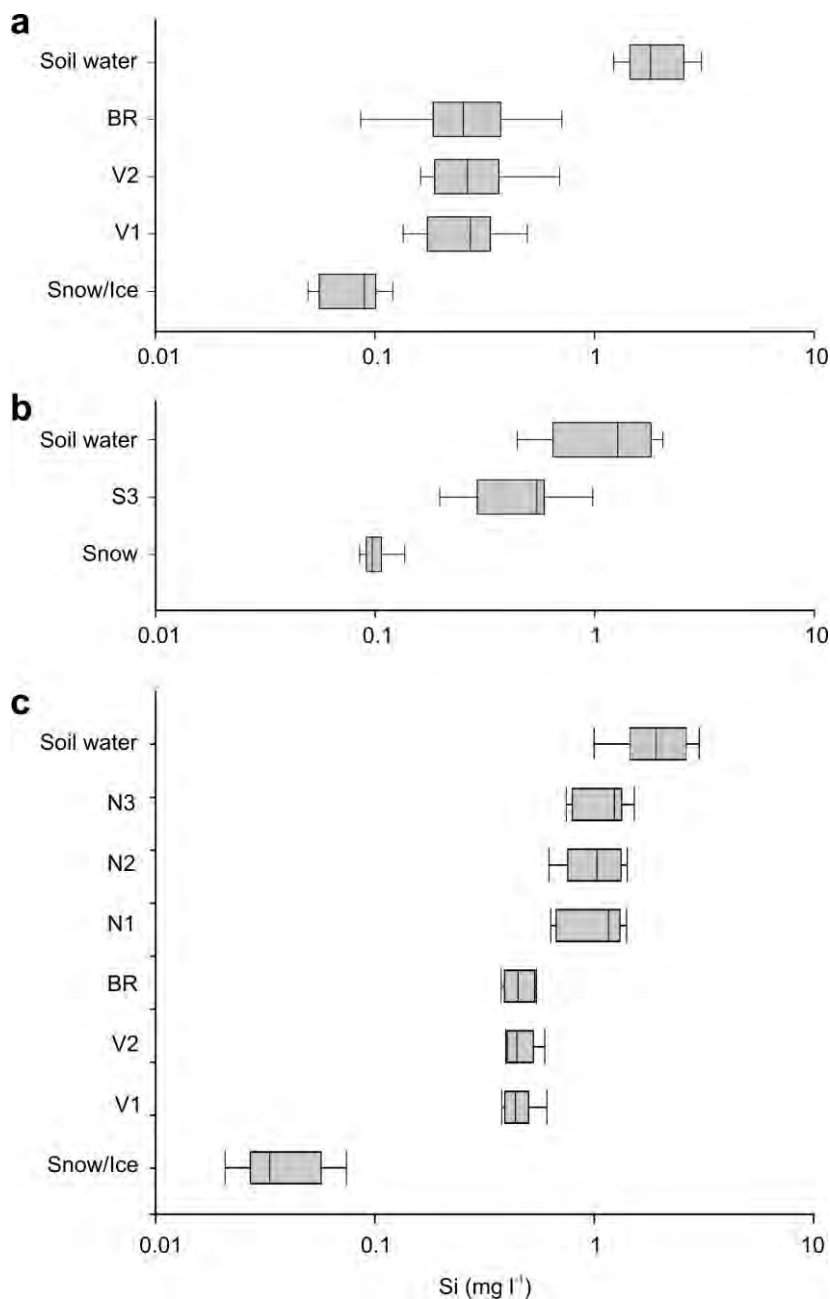 a
Soil water
BR
V2
V1
Snow/Ice
0.01 0.1 1 10
b
Soil water
S3
Snow
0.01 0.1 1 10
c
Soil water
N3
N2
N1
BR
V2
V1
Snow/Ice
0.01 0.1 1 10
Si (mg l⁻¹)